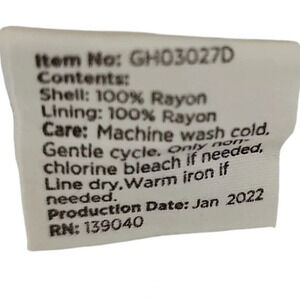 Item No: GH03027D
Contents:
Shell: 100% Rayon
Lining: 100% Rayon
Care: Machine wash cold.
Gentle cycle. Only non-
chlorine bleach if needed,
Line dry. Warm iron if
needed.
Production Date: Jan 2022
RN: 139040